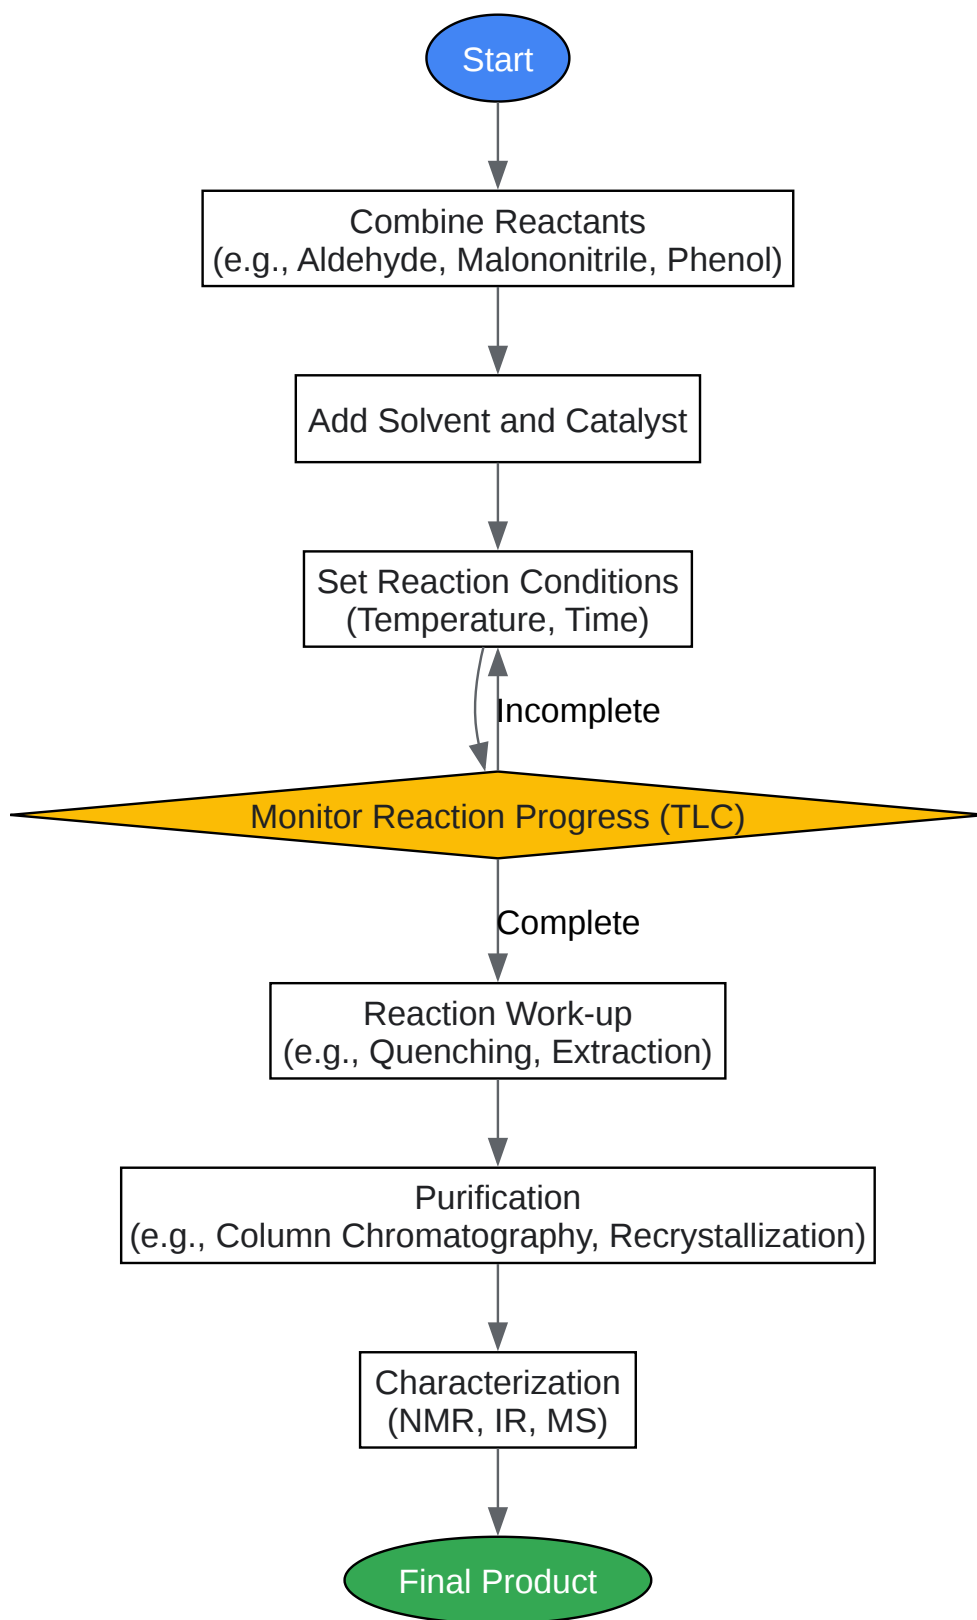 Start
Combine Reactants
(e.g., Aldehyde, Malononitrile, Phenol)
Add Solvent and Catalyst
Set Reaction Conditions
(Temperature, Time)
Incomplete
Monitor Reaction Progress (TLC)
Complete
Reaction Work-up
(e.g., Quenching, Extraction)
Purification
(e.g., Column Chromatography, Recrystallization)
Characterization
(NMR, IR, MS)
Final Product